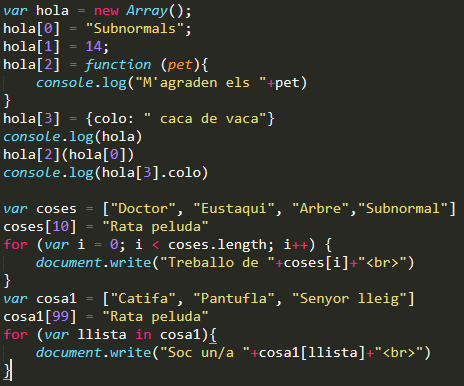 var hola = new Array();
hola[0] = "Subnormals";
hola[1] = 14;
hola[2] = function (pet){
    console.log("M'agraden els "+pet)
}
hola[3] = {colo: " caca de vaca"}
console.log(hola)
hola[2](hola[0])
console.log(hola[3].colo)

var coses = ["Doctor", "Eustaqui", "Arbre","Subnormal"]
coses[10] = "Rata peluda"
for (var i = 0; i < coses.length; i++) {
    document.write("Treballo de "+coses[i]+"<br>")
}
var cosa1 = ["Catifa", "Pantufla", "Senyor lleig"]
cosa1[99] = "Rata peluda"
for (var llista in cosa1){
    document.write("Soc un/a "+cosa1[llista]+"<br>")
}